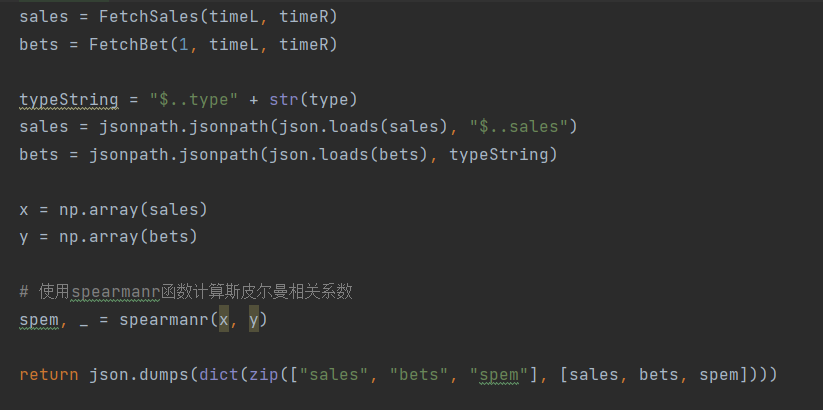 sales = FetchSales(timeL, timeR)
bets = FetchBet(1, timeL, timeR)
typeString = "$..type" + str(type)
sales = jsonpath.jsonpath(json.loads(sales), "$..sales")
bets = jsonpath.jsonpath(json.loads(bets), typeString)
x = np.array(sales)
y = np.array(bets)
# 使用spearmanr函数计算斯皮尔曼相关系数
spem, _ = spearmanr(x, y)
return json.dumps(dict(zip(["sales", "bets", "spem"], [sales, bets, spem])))